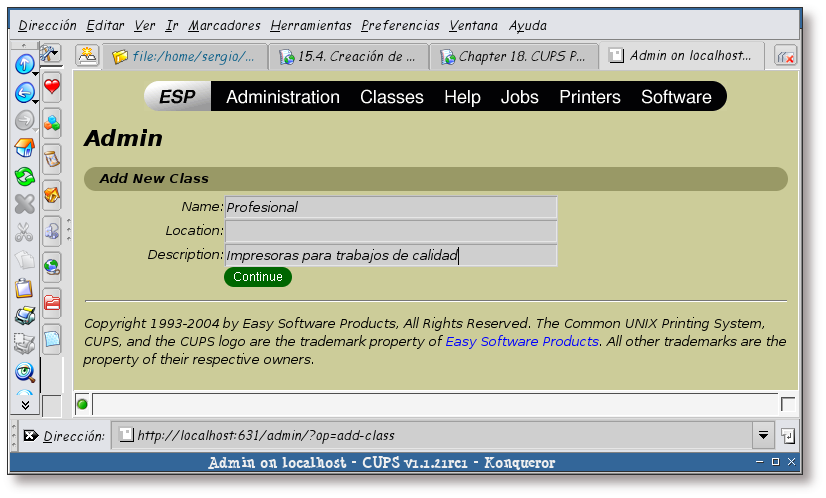 Dirección Editar Ver Ir Marcadores Herramientas Preferencias Ventana Ayuda
file:/home/sergio/... 15.4. Creación de ... Chapter 18. CUPS P... Admin on localhost...
ESP Administration Classes Help Jobs Printers Software
Admin
Add New Class
Name: Profesional
Location:
Description: Impresoras para trabajos de calidad
Continue
Copyright 1993-2004 by Easy Software Products, All Rights Reserved. The Common UNIX Printing System,
CUPS, and the CUPS logo are the trademark property of Easy Software Products. All other trademarks are the
property of their respective owners.
Dirección: http://localhost:631/admin/?op=add-class
Admin on localhost - CUPS v1.1.21rc1 - Konqueror